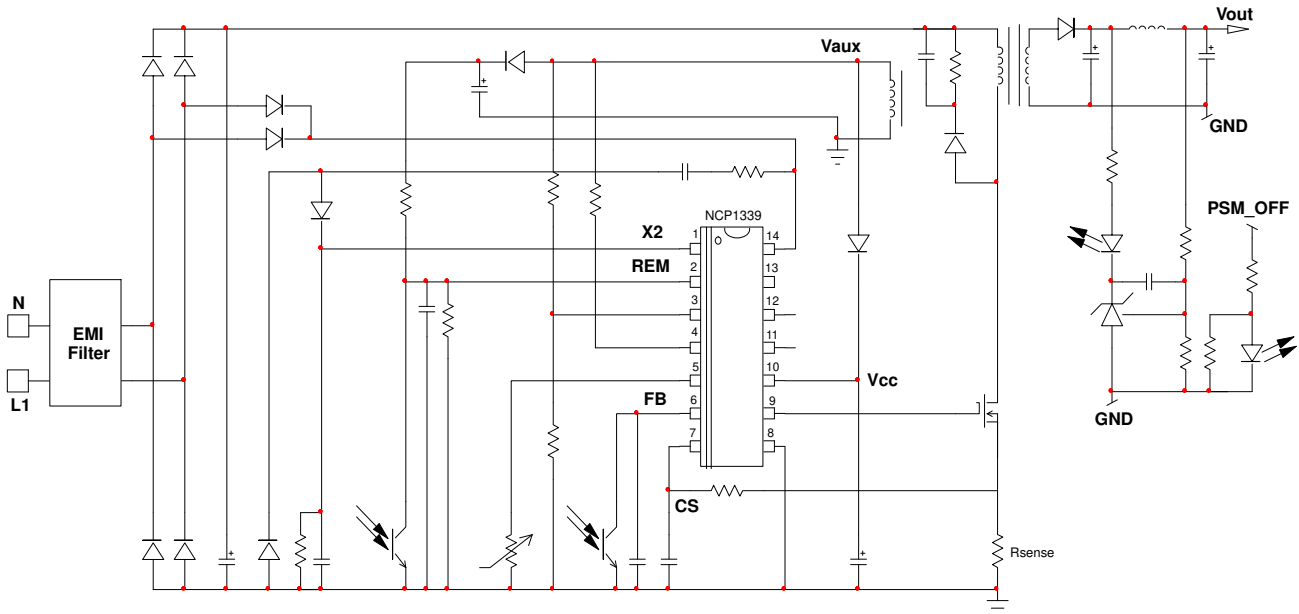 Vout
Vaux
GND
NCP1339
PSM_OFF
X2
1
14
REM
2
13
N
3
12
EMI
Filter
4
11
L1
5
10
Vcc
FB
6
9
GND
7
8
CS
Rsense
+
+
+
+
+